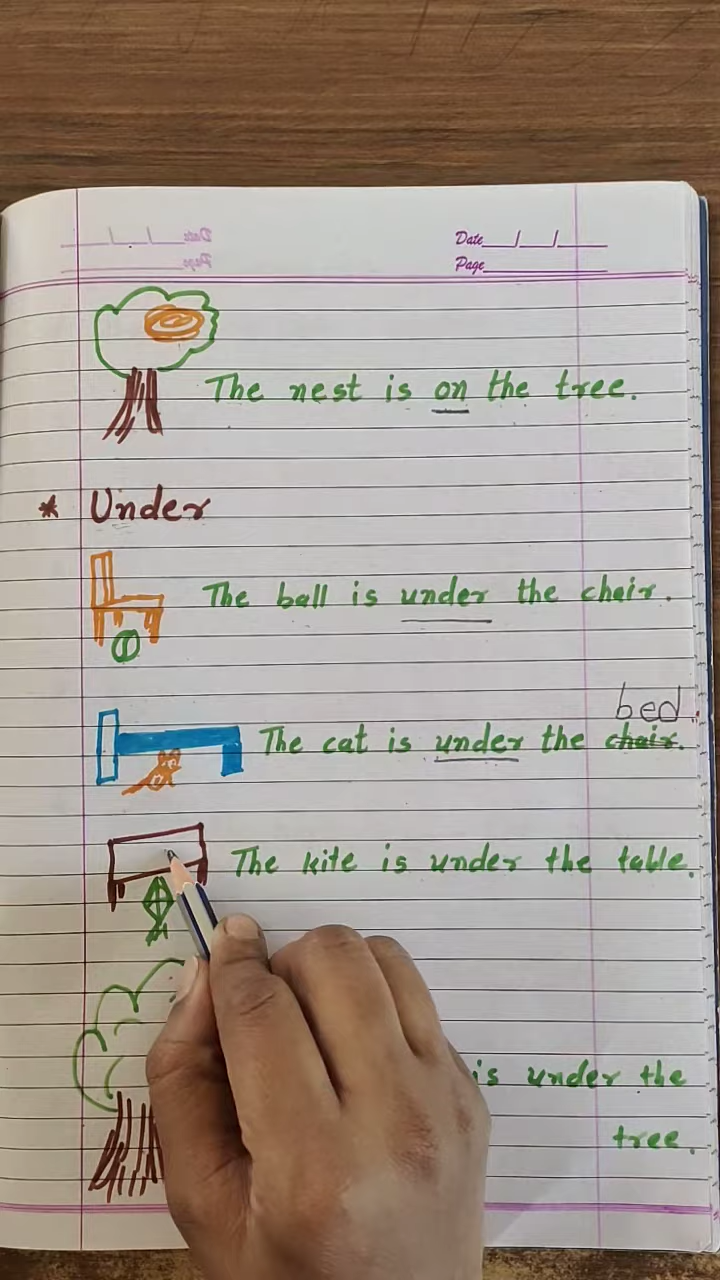 Date
Page
The nest is on the tree.
* Under
The ball is under the chair.
bed.
The cat is under the chair.
The kite is under the table.
is under the
tree.